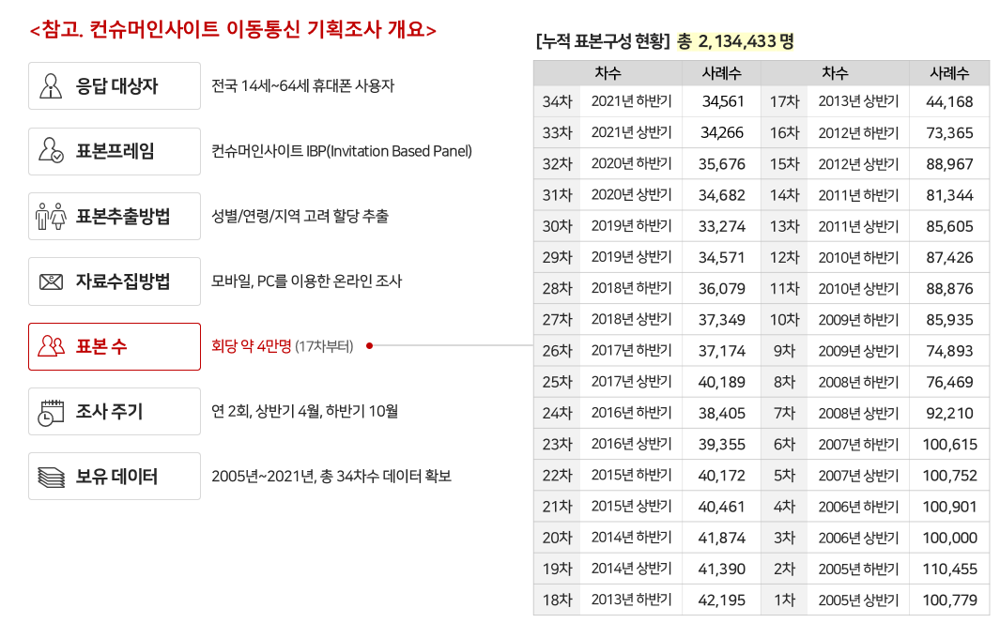 <참고. 컨슈머인사이트 이동통신 기획조사 개요>
응답 대상자 전국 14세~64세 휴대폰 사용자
표본프레임 컨슈머인사이트 IBP(Invitation Based Panel)
표본추출방법 성별/연령/지역 고려 할당 추출
자료수집방법 모바일, PC를 이용한 온라인 조사
표본 수 회당 약 4만명 (17차부터)
조사 주기 연 2회, 상반기 4월, 하반기 10월
보유 데이터 2005년~2021년, 총 34차수 데이터 확보
[누적 표본구성 현황] 총 2,134,433 명
차수 사례수 차수 사례수
34차 2021년 하반기 34,561 17차 2013년 상반기 44,168
33차 2021년 상반기 34,266 16차 2012년 하반기 73,365
32차 2020년 하반기 35,676 15차 2012년 상반기 88,967
31차 2020년 상반기 34,682 14차 2011년 하반기 81,344
30차 2019년 하반기 33,274 13차 2011년 상반기 85,605
29차 2019년 상반기 34,571 12차 2010년 하반기 87,426
28차 2018년 하반기 36,079 11차 2010년 상반기 88,876
27차 2018년 상반기 37,349 10차 2009년 하반기 85,935
26차 2017년 하반기 37,174 9차 2009년 상반기 74,893
25차 2017년 상반기 40,189 8차 2008년 하반기 76,469
24차 2016년 하반기 38,405 7차 2008년 상반기 92,210
23차 2016년 상반기 39,355 6차 2007년 하반기 100,615
22차 2015년 하반기 40,172 5차 2007년 상반기 100,752
21차 2015년 상반기 40,461 4차 2006년 하반기 100,901
20차 2014년 하반기 41,874 3차 2006년 상반기 100,000
19차 2014년 상반기 41,390 2차 2005년 하반기 110,455
18차 2013년 하반기 42,195 1차 2005년 상반기 100,779